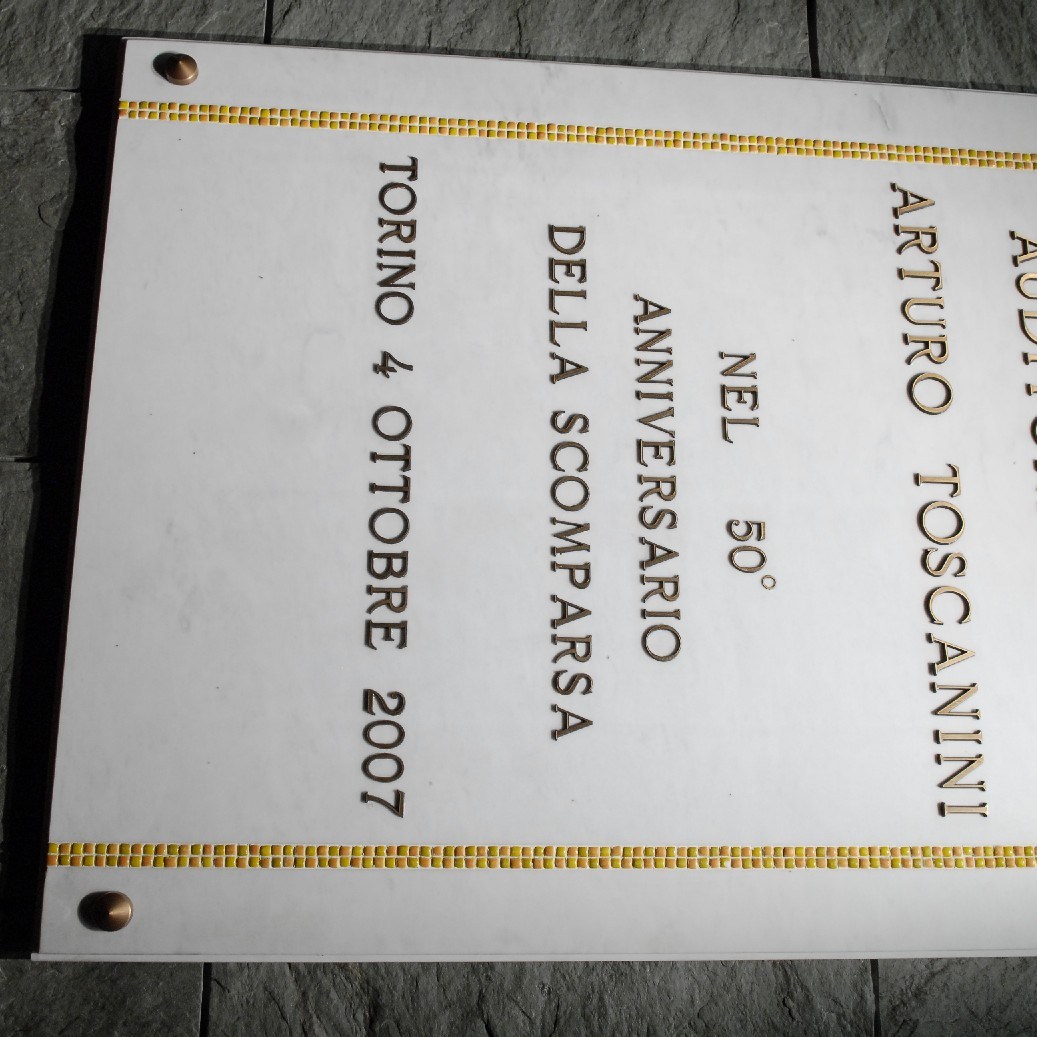 ARTURO TOSCANINI
NEL 50°
ANNIVERSARIO
DELLA SCOMPARSA
TORINO 4 OTTOBRE 2007